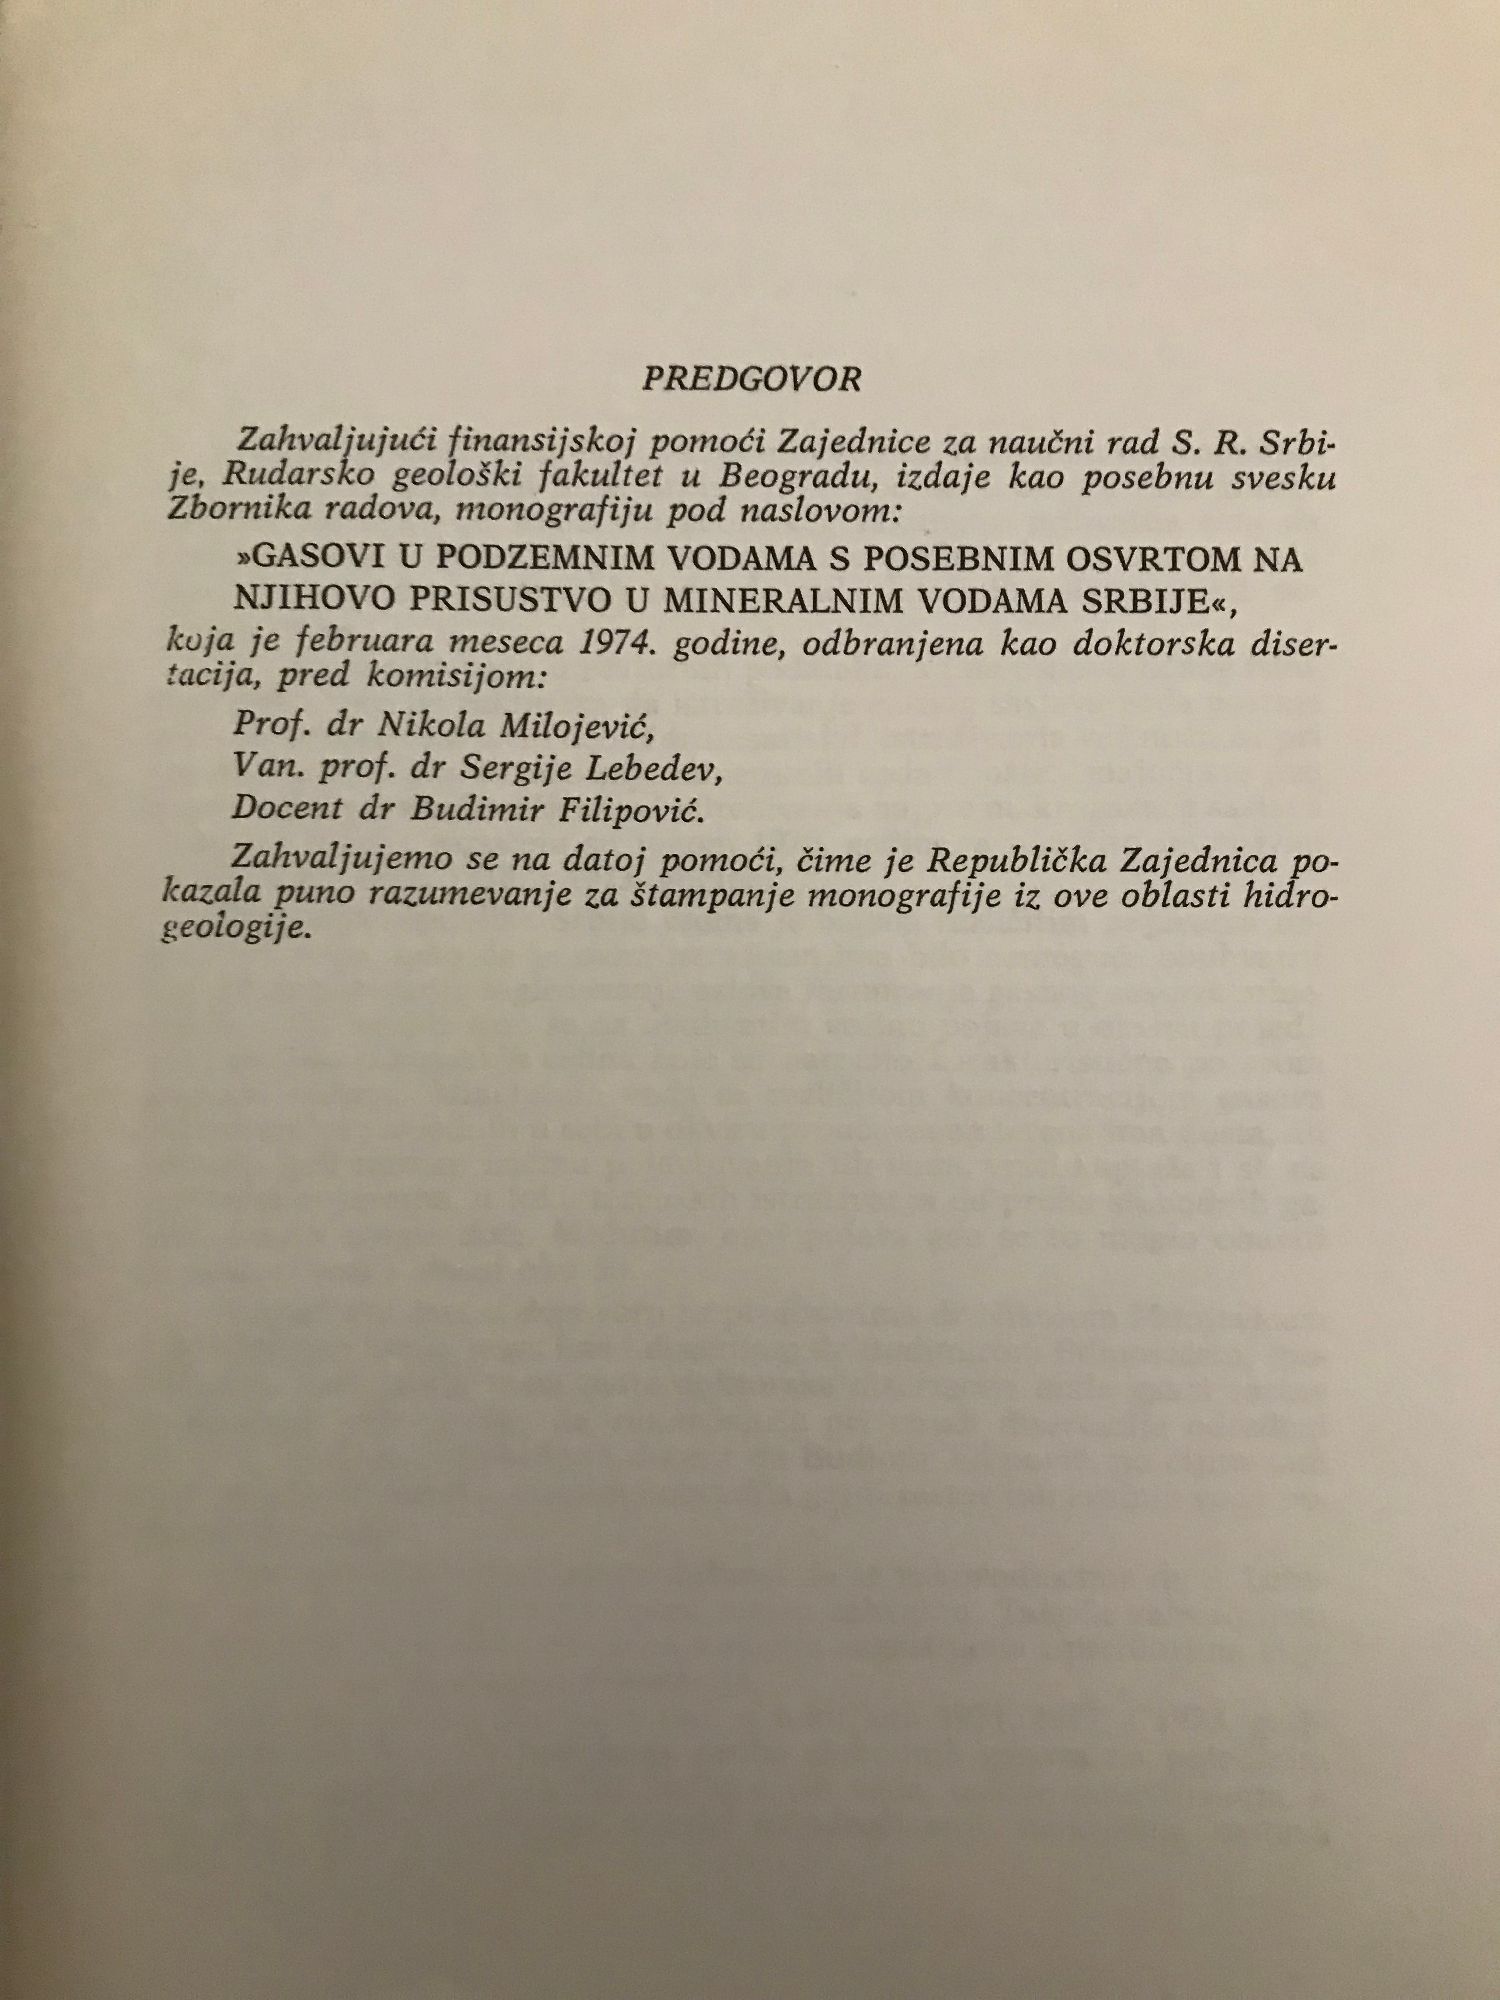 PREDGOVOR
Zahvaljujući finansijskoj pomoći Zajednice za naučni rad S. R. Srbi-
je, Rudarsko geološki fakultet u Beogradu, izdaje kao posebnu svesku
Zbornika radova, monografiju pod naslovom:
»GASOVI U PODZEMNIM VODAMA S POSEBNIM OSVRTOM NA
NJIHOVO PRISUSTVO U MINERALNIM VODAMA SRBIJE«,
koja je februara meseca 1974. godine, odbranjena kao doktorska diser-
tacija, pred komisijom:
Prof. dr Nikola Milojević,
Van. prof. dr Sergije Lebedev,
Docent dr Budimir Filipović.
Zahvaljujemo se na datoj pomoći, čime je Republička Zajednica po-
kazala puno razumevanje za štampanje monografije iz ove oblasti hidro-
geologije.